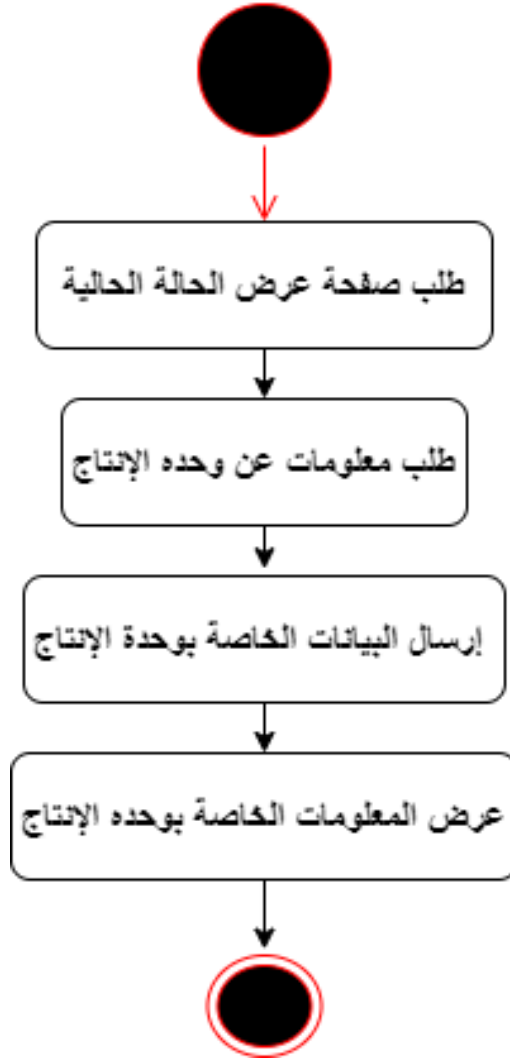 طلب صفحة عرض الحالة الحالية
طلب معلومات عن وحده الإنتاج
إرسال البيانات الخاصة بوحدة الإنتاج
عرض المعلومات الخاصة بوحده الإنتاج